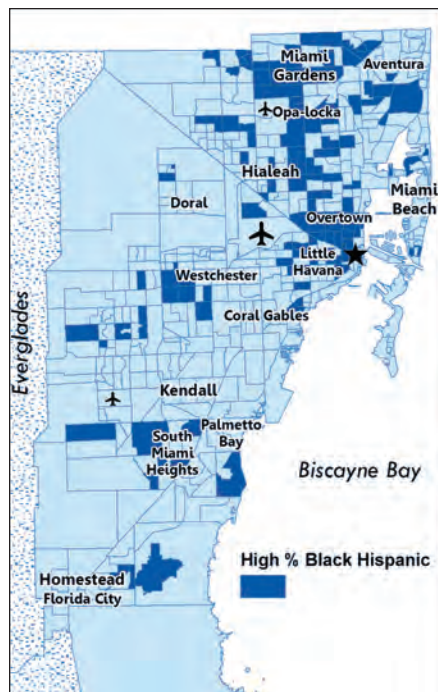 Miami
Gardens
Aventura
Opa-locka
Hialeah
Doral
Miami
Beach
Overtown
Little
Havana
Westchester
Coral Gables
Everglades
Kendall
Palmetto
Bay
South
Miami
Heights
Biscayne Bay
High % Black Hispanic
Homestead
Florida City